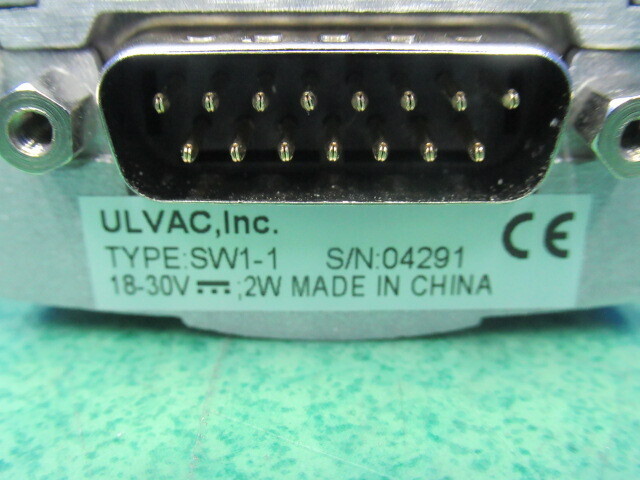 ULVAC,Inc.
TYPE:SW1-1 S/N:04291 CE
18-30V⎓;2W MADE IN CHINA